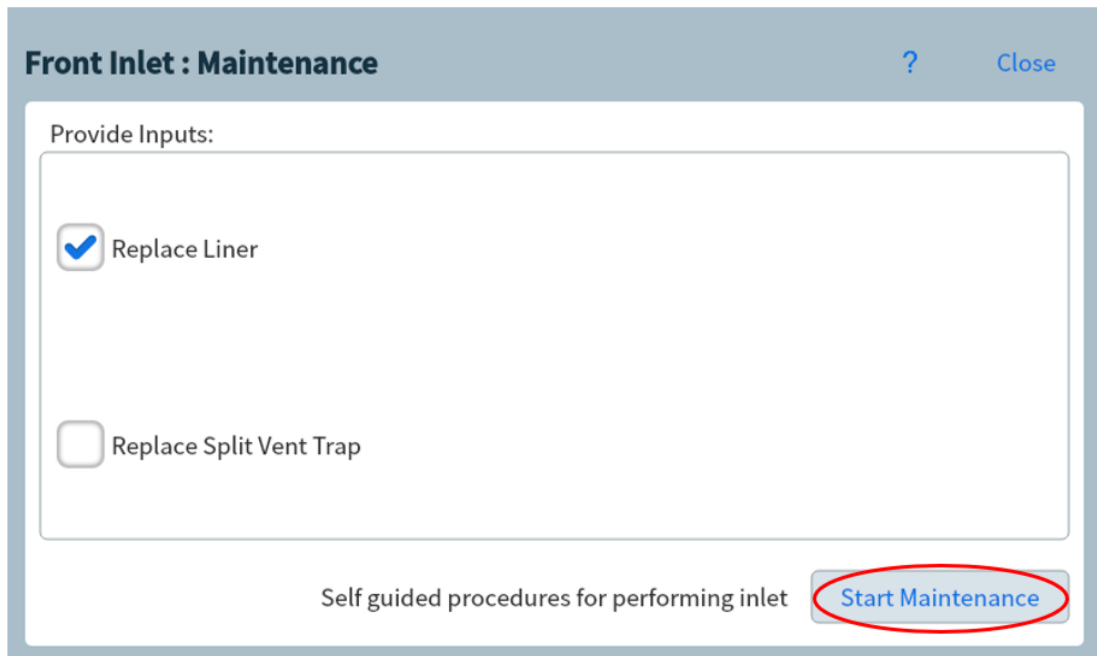 Front Inlet : Maintenance
? Close
Provide Inputs:
Replace Liner
Replace Split Vent Trap
Self guided procedures for performing inlet
Start Maintenance